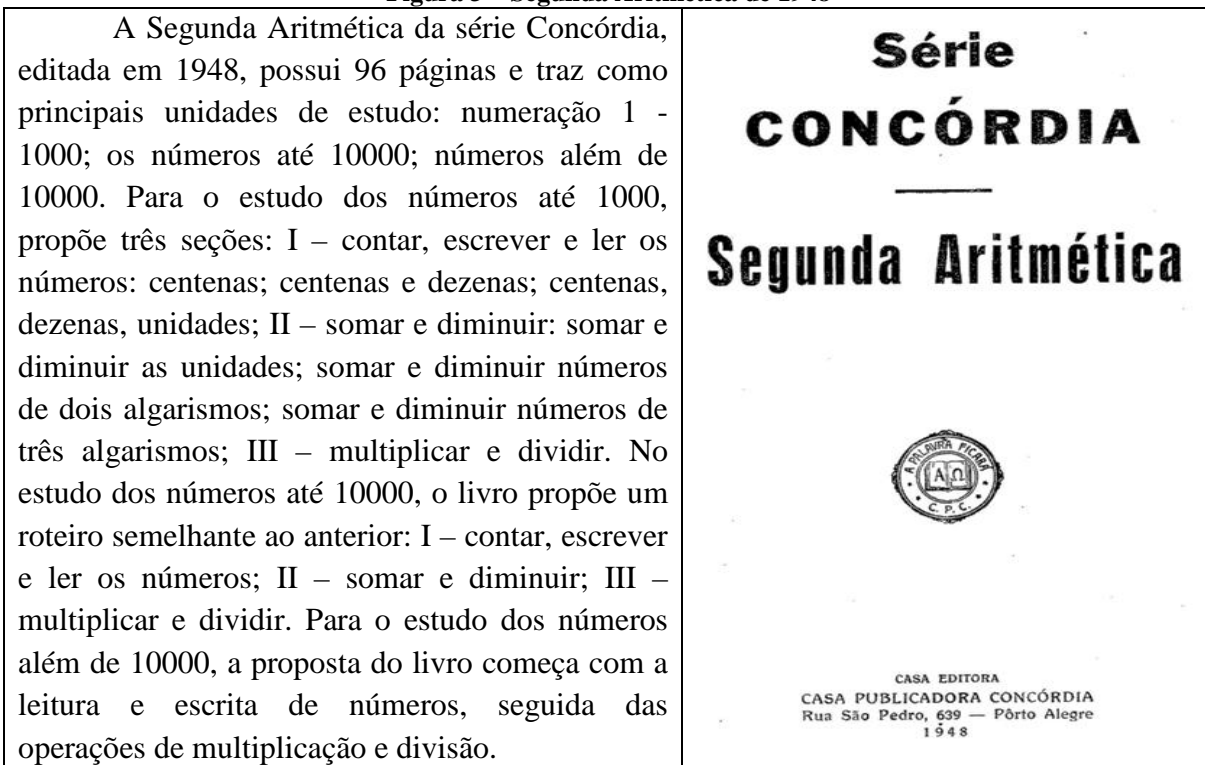 A Segunda Aritmética da série Concórdia,
editada em 1948, possui 96 páginas e traz como
principais unidades de estudo: numeração 1 -
1000; os números até 10000; números além de
10000. Para o estudo dos números até 1000,
propõe três seções: I – contar, escrever e ler os
números: centenas; centenas e dezenas; centenas,
dezenas, unidades; II – somar e diminuir: somar e
diminuir as unidades; somar e diminuir números
de dois algarismos; somar e diminuir números de
três algarismos; III – multiplicar e dividir. No
estudo dos números até 10000, o livro propõe um
roteiro semelhante ao anterior: I – contar, escrever
e ler os números; II – somar e diminuir; III –
multiplicar e dividir. Para o estudo dos números
além de 10000, a proposta do livro começa com a
leitura e escrita de números, seguida das
operações de multiplicação e divisão.
Série
CONCÓRDIA
Segunda Aritmética
A PALAVRA FICARÁ
A Ω
C. P. C.
CASA EDITORA
CASA PUBLICADORA CONCÓRDIA
Rua São Pedro, 639 — Pôrto Alegre
1948